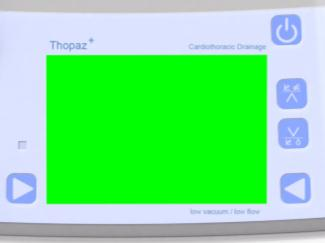 Thopaz+
Cardiothoracic Drainage
low vacuum / low flow